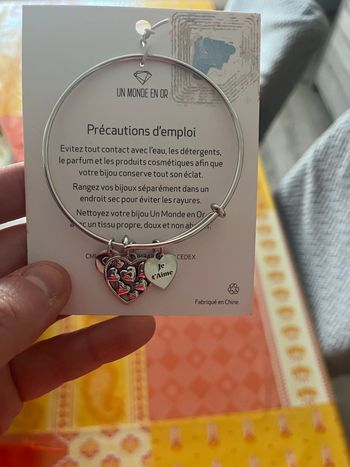 UN MONDE EN OR
Précautions d'emploi
Evitez tout contact avec l'eau, les détergents,
le parfum et les produits cosmétiques afin que
votre bijou conserve tout son éclat.
Rangez vos bijoux séparément dans un
endroit sec pour éviter les rayures.
Nettoyez votre bijou Un Monde en Or
un tissu propre, doux et non
CEDEX
Je
t'Aime
Fabriqué en Chine